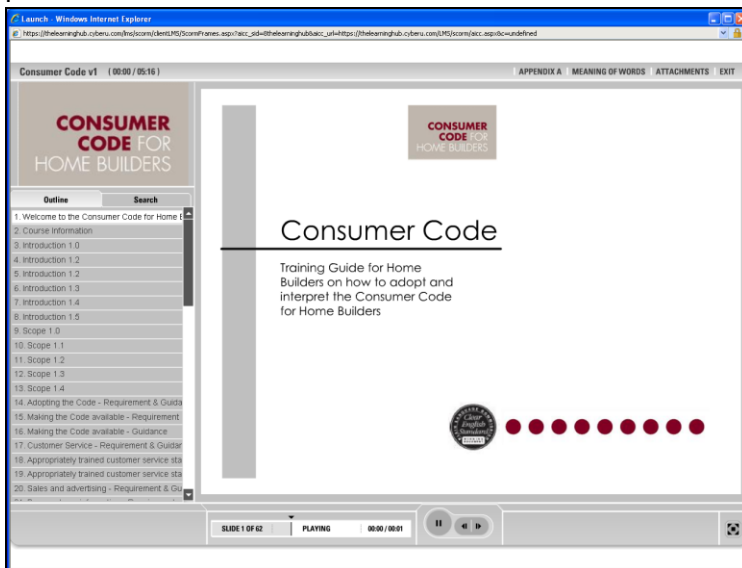 Launch - Windows Internet Explorer
https://thelearninghub.cyberu.com/lms/scorm/clientLMS/ScormFrames.aspx?aicc_sid=8thelearninghub&aicc_url=https://thelearninghub.cyberu.com/LMS/scorm/aicc.aspx&c=undefined
Consumer Code v1 ( 00:00 / 05:16 )
APPENDIX A MEANING OF WORDS ATTACHMENTS EXIT
CONSUMER
CODE FOR
HOME BUILDERS
Outline Search
1. Welcome to the Consumer Code for Home B
2. Course Information
3. Introduction 1.0
4. Introduction 1.2
5. Introduction 1.2
6. Introduction 1.3
7. Introduction 1.4
8. Introduction 1.5
9. Scope 1.0
10. Scope 1.1
11. Scope 1.2
12. Scope 1.3
13. Scope 1.4
14. Adopting the Code - Requirement & Guida
15. Making the Code available - Requirement
16. Making the Code available - Guidance
17. Customer Service - Requirement & Guidar
18. Appropriately trained customer service sta
19. Appropriately trained customer service sta
20. Sales and advertising - Requirement & Gu
CONSUMER
CODE FOR
HOME BUILDERS
Consumer Code
Training Guide for Home
Builders on how to adopt and
interpret the Consumer Code
for Home Builders
Clear
English
Standard
SLIDE 1 OF 62 PLAYING 00:00 / 00:01